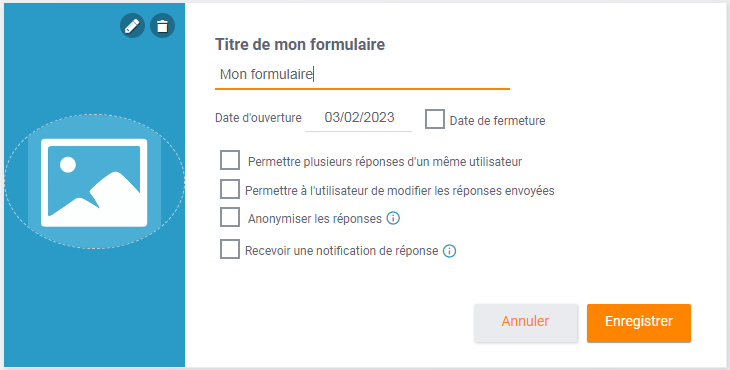 Titre de mon formulaire
Mon formulaire
Date d'ouverture 03/02/2023 Date de fermeture
Permettre plusieurs réponses d'un même utilisateur
Permettre à l'utilisateur de modifier les réponses envoyées
Anonymiser les réponses
Recevoir une notification de réponse
Annuler Enregistrer